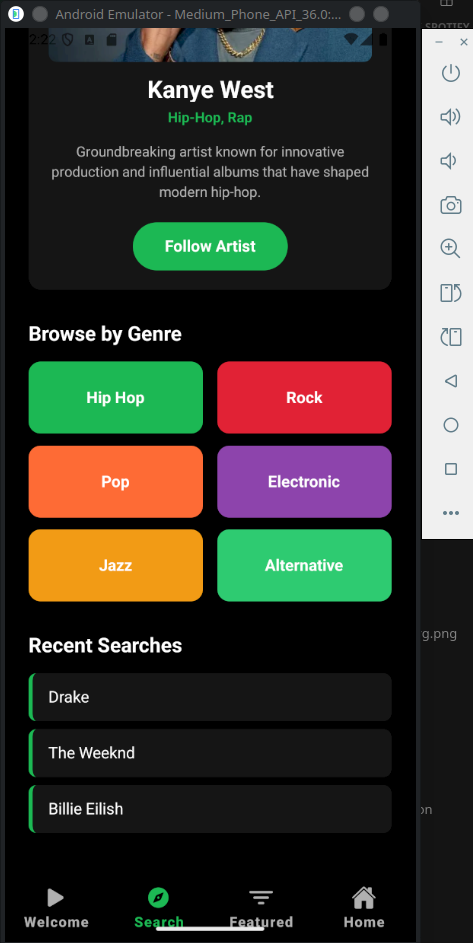 Android Emulator - Medium_Phone_API_36.0:...
2:22
Kanye West
Hip-Hop, Rap
Groundbreaking artist known for innovative
production and influential albums that have shaped
modern hip-hop.
Follow Artist
Browse by Genre
Hip Hop
Rock
Pop
Electronic
Jazz
Alternative
Recent Searches
Drake
The Weeknd
Billie Eilish
Welcome
Search
Featured
Home
g.png
on